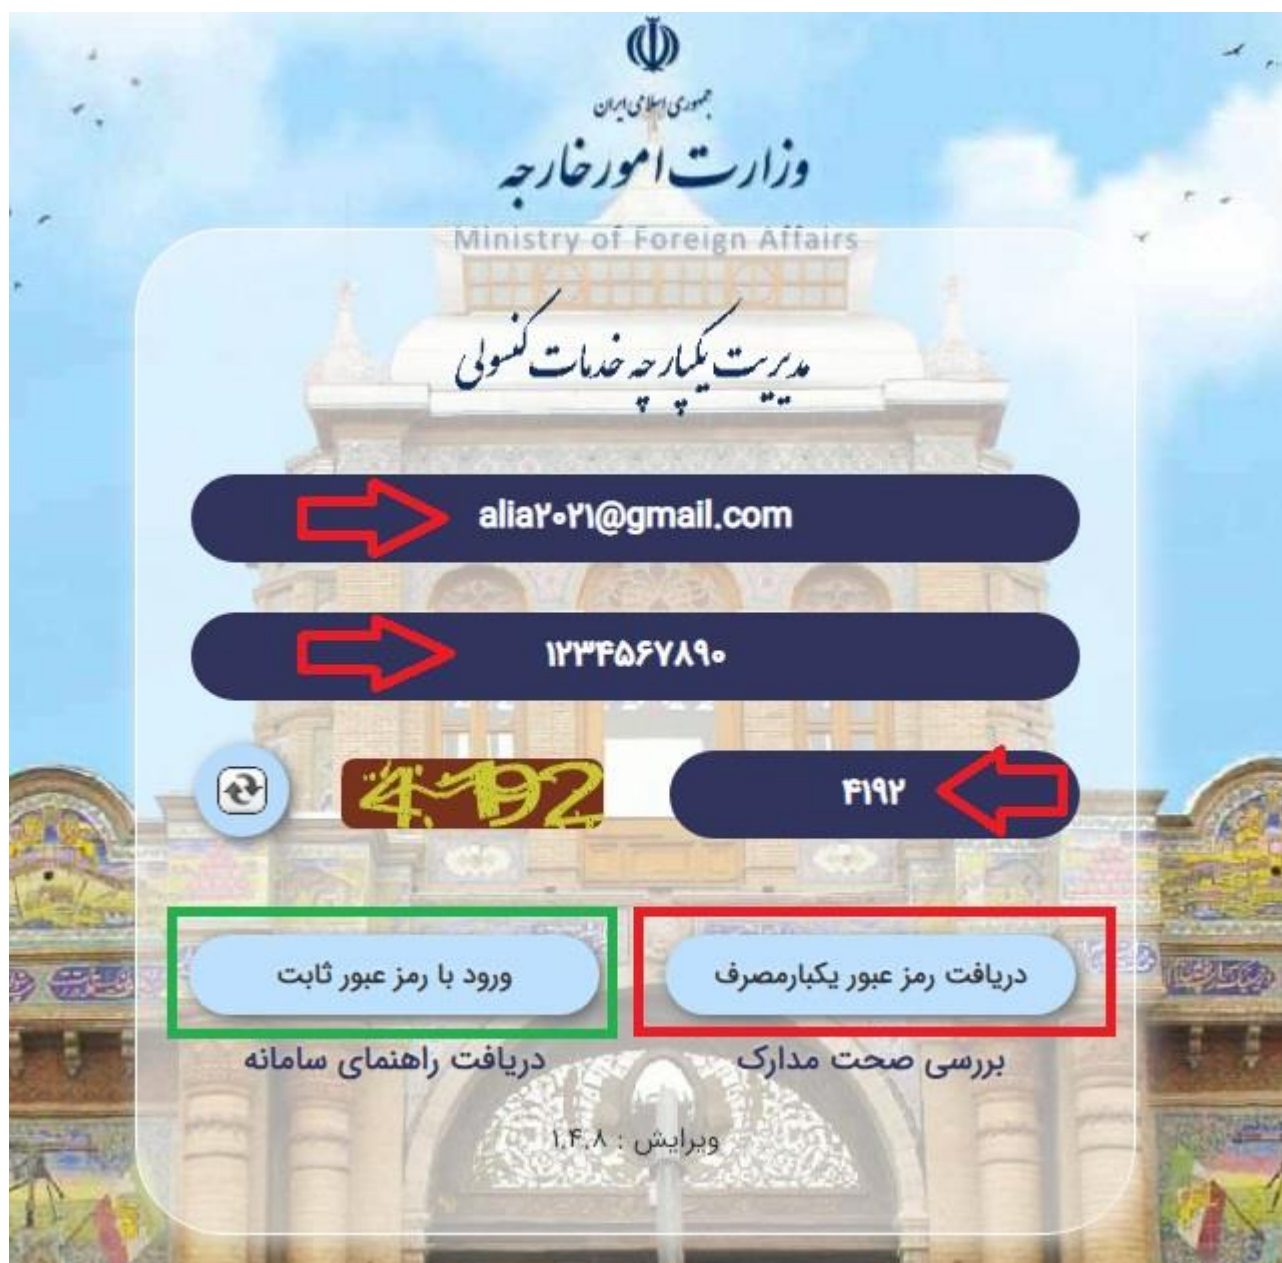 جمهوری اسلامی ایران
وزارت امور خارجه
Ministry of Foreign Affairs
مدیریت یکپارچه خدمات کنسولی
alia۲۰۲۱@gmail.com
۱۲۳۴۵۶۷۸۹۰
۴۱۹۲ 4192
دریافت رمز عبور یکبارمصرف ورود با رمز عبور ثابت
بررسی صحت مدارک دریافت راهنمای سامانه
ویرایش : ۱.۴.۸